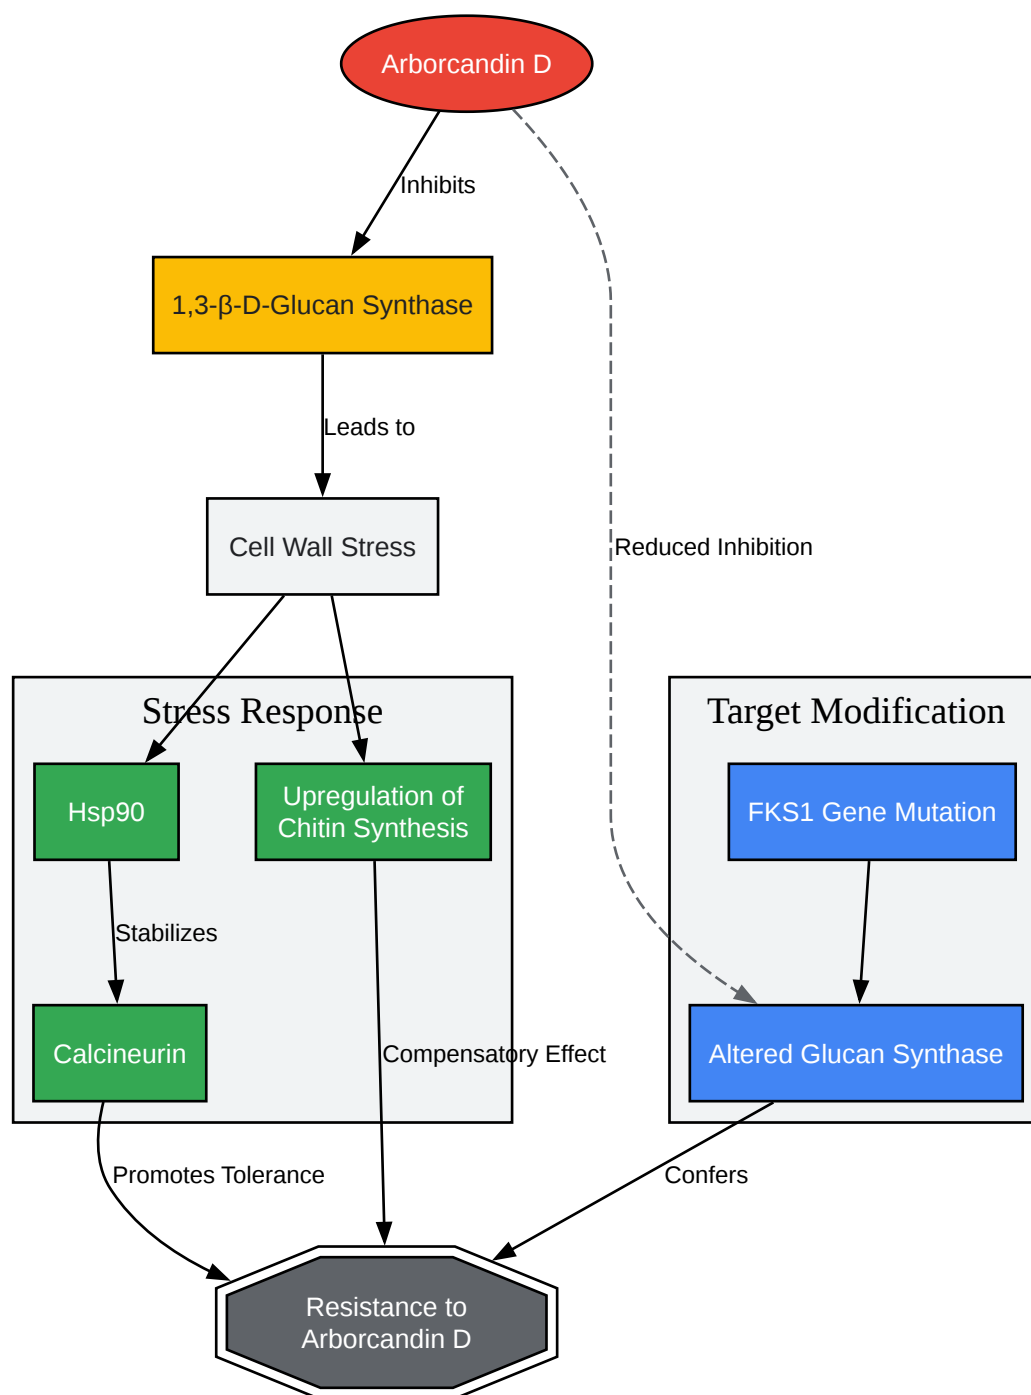 Arborcandin D
Inhibits
1,3-β-D-Glucan Synthase
Leads to
Cell Wall Stress
Reduced Inhibition
Stress Response
Target Modification
Hsp90
Upregulation of
Chitin Synthesis
FKS1 Gene Mutation
Stabilizes
Calcineurin
Compensatory Effect
Altered Glucan Synthase
Promotes Tolerance
Confers
Resistance to
Arborcandin D